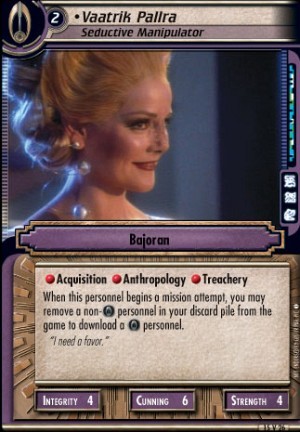 2
•Vaatrik Pallra
Seductive Manipulator
Bajoran
•Acquisition •Anthropology •Treachery
When this personnel begins a mission attempt, you may
remove a non- personnel in your discard pile from the
game to download a personnel.
"I need a favor."
INTEGRITY 4 CUNNING 6 STRENGTH 4